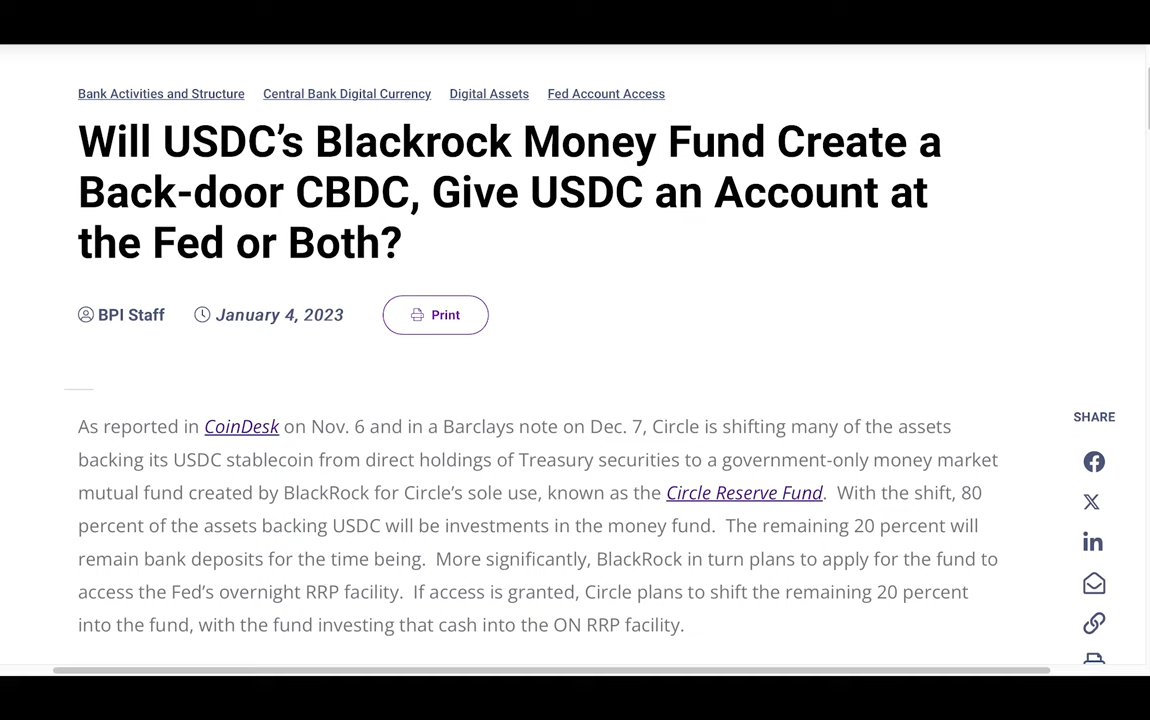 Bank Activities and Structure Central Bank Digital Currency Digital Assets Fed Account Access
Will USDC’s Blackrock Money Fund Create a
Back-door CBDC, Give USDC an Account at
the Fed or Both?
BPI Staff January 4, 2023 Print
SHARE
As reported in CoinDesk on Nov. 6 and in a Barclays note on Dec. 7, Circle is shifting many of the assets
backing its USDC stablecoin from direct holdings of Treasury securities to a government-only money market
mutual fund created by BlackRock for Circle’s sole use, known as the Circle Reserve Fund.  With the shift, 80
percent of the assets backing USDC will be investments in the money fund.  The remaining 20 percent will
remain bank deposits for the time being.  More significantly, BlackRock in turn plans to apply for the fund to
access the Fed’s overnight RRP facility.  If access is granted, Circle plans to shift the remaining 20 percent
into the fund, with the fund investing that cash into the ON RRP facility.